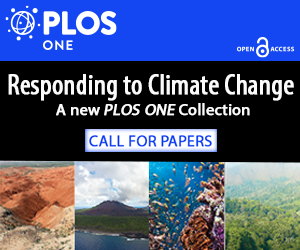 PLOS
ONE
OPEN ACCESS
Responding to Climate Change
A new PLOS ONE Collection
CALL FOR PAPERS